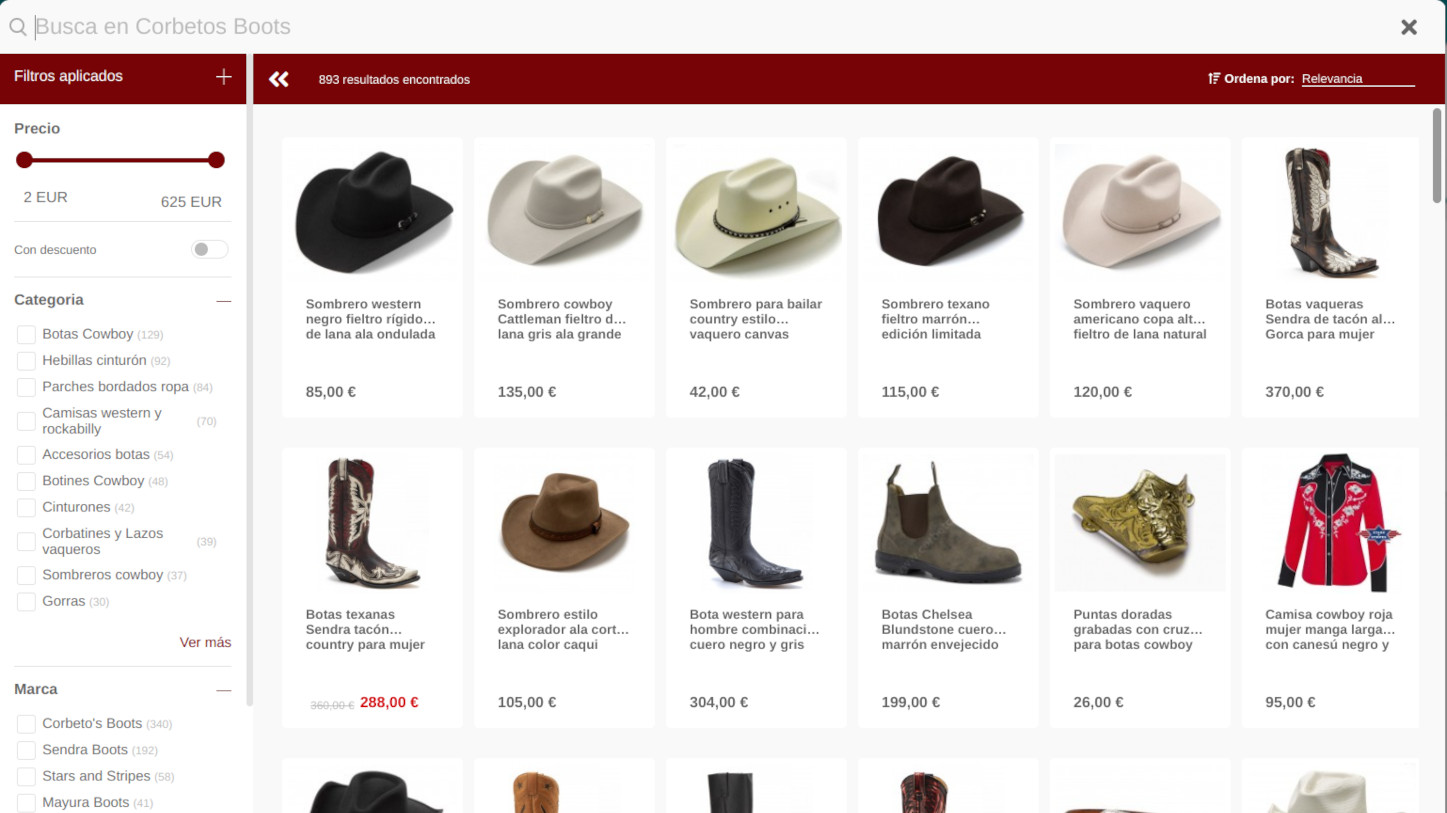 Busca en Corbetos Boots
Filtros aplicados
893 resultados encontrados
Ordena por: Relevancia
Precio
2 EUR
625 EUR
Con descuento
Categoria
Botas Cowboy (129)
Hebillas cinturón (92)
Parches bordados ropa (84)
Camisas western y
rockabilly
(70)
Accesorios botas (54)
Botines Cowboy (48)
Cinturones (42)
Corbatines y Lazos
vaqueros
(39)
Sombreros cowboy (37)
Gorras (30)
Ver más
Marca
Corbeto's Boots (340)
Sendra Boots (192)
Stars and Stripes (58)
Mayura Boots (41)
Sombrero western
negro fieltro rígido…
de lana ala ondulada
85,00 €
Sombrero cowboy
Cattleman fieltro d…
lana gris ala grande
135,00 €
Sombrero para bailar
country estilo…
vaquero canvas
42,00 €
Sombrero texano
fieltro marrón…
edición limitada
115,00 €
Sombrero vaquero
americano copa alt…
fieltro de lana natural
120,00 €
Botas vaqueras
Sendra de tacón al…
Gorca para mujer
370,00 €
Botas texanas
Sendra tacón…
country para mujer
360,00 € 288,00 €
Sombrero estilo
explorador ala cort…
lana color caqui
105,00 €
Bota western para
hombre combinaci…
cuero negro y gris
304,00 €
Botas Chelsea
Blundstone cuero…
marrón envejecido
199,00 €
Puntas doradas
grabadas con cruz…
para botas cowboy
26,00 €
Camisa cowboy roja
mujer manga larga…
con canesú negro y
95,00 €